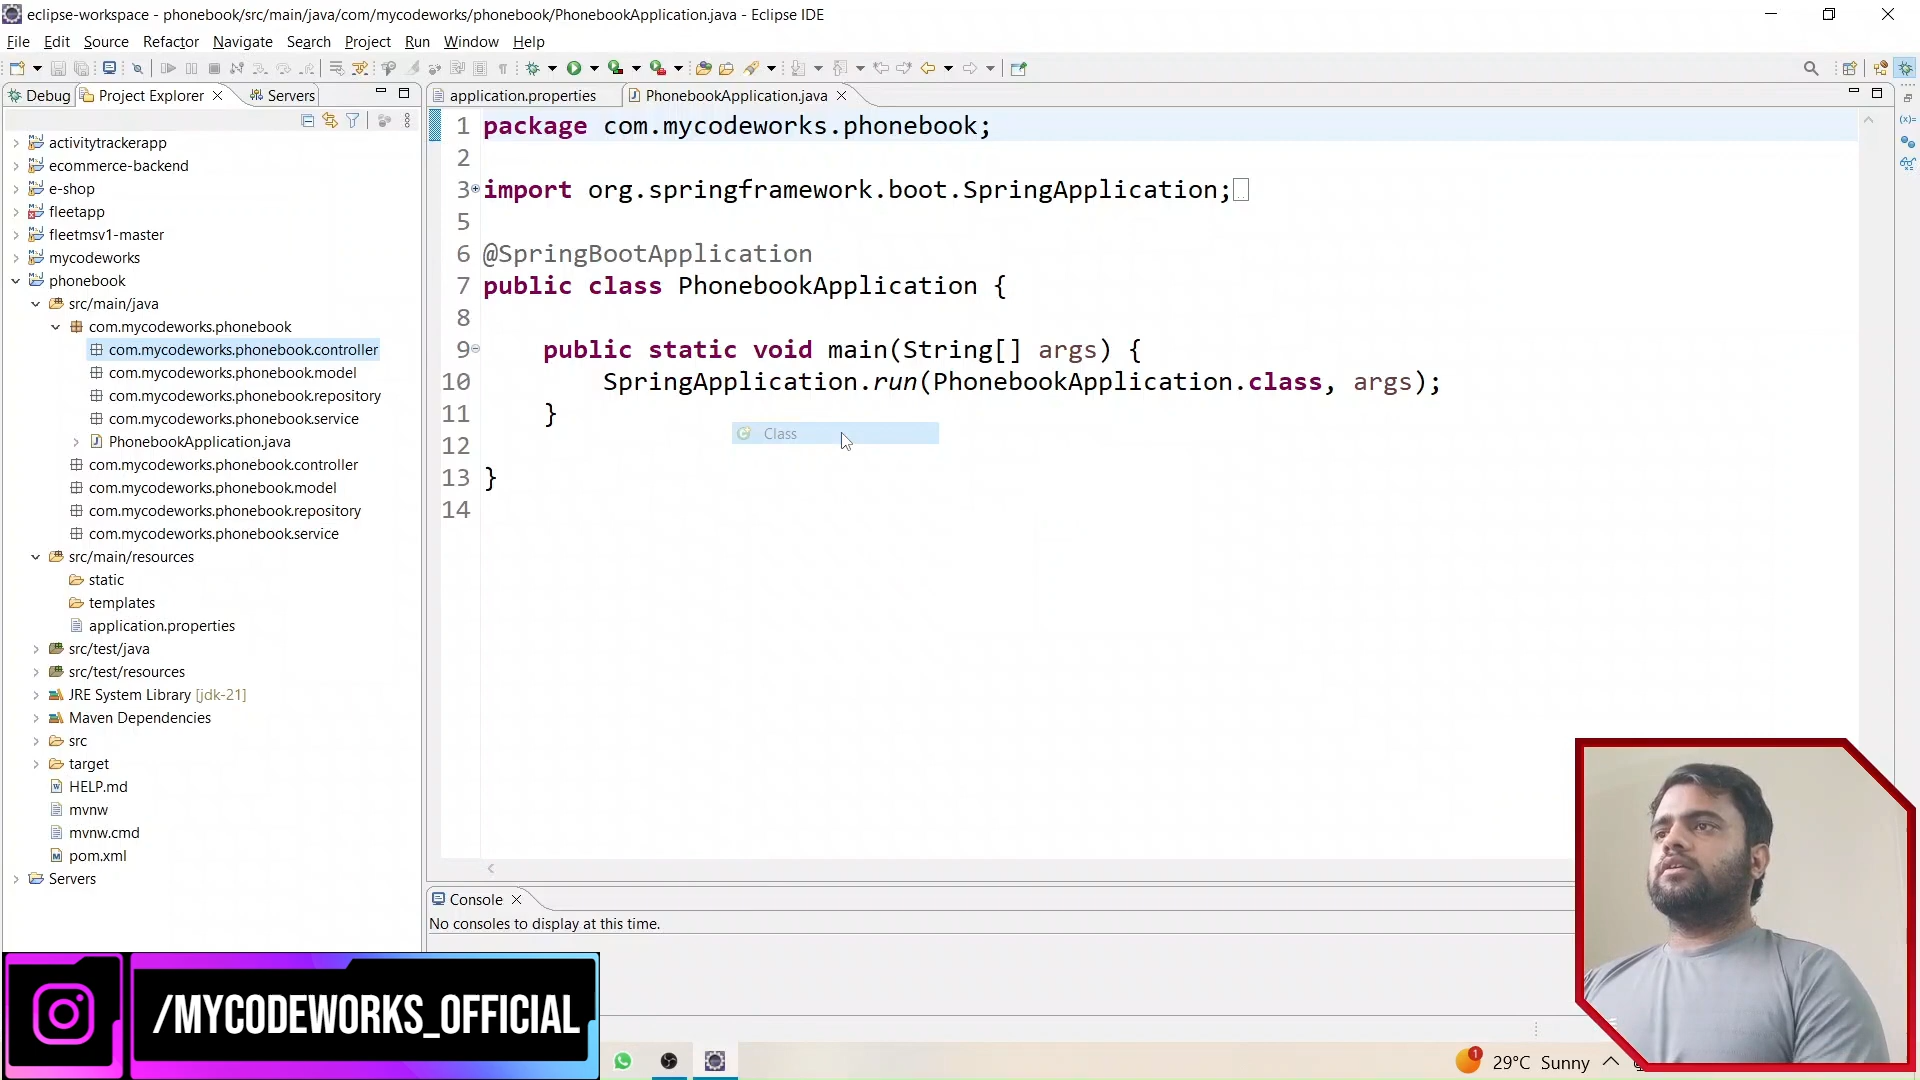 eclipse-workspace - phonebook/src/main/java/com/mycodeworks/phonebook/PhonebookApplication.java - Eclipse IDE
File Edit Source Refactor Navigate Search Project Run Window Help
Debug Project Explorer Servers
application.properties PhonebookApplication.java
activitytrackerapp
ecommerce-backend
e-shop
fleetapp
fleetmsv1-master
mycodeworks
phonebook
src/main/java
com.mycodeworks.phonebook
com.mycodeworks.phonebook.controller
com.mycodeworks.phonebook.model
com.mycodeworks.phonebook.repository
com.mycodeworks.phonebook.service
PhonebookApplication.java
com.mycodeworks.phonebook.controller
com.mycodeworks.phonebook.model
com.mycodeworks.phonebook.repository
com.mycodeworks.phonebook.service
src/main/resources
static
templates
application.properties
src/test/java
src/test/resources
JRE System Library [jdk-21]
Maven Dependencies
src
target
HELP.md
mvnw
mvnw.cmd
pom.xml
Servers
1 package com.mycodeworks.phonebook;
2
3 import org.springframework.boot.SpringApplication;
5
6 @SpringBootApplication
7 public class PhonebookApplication {
8
9 public static void main(String[] args) {
10 SpringApplication.run(PhonebookApplication.class, args);
11 }
12
13 }
14
Class
Console
No consoles to display at this time.
/MYCODEWORKS_OFFICIAL
1
29°C Sunny